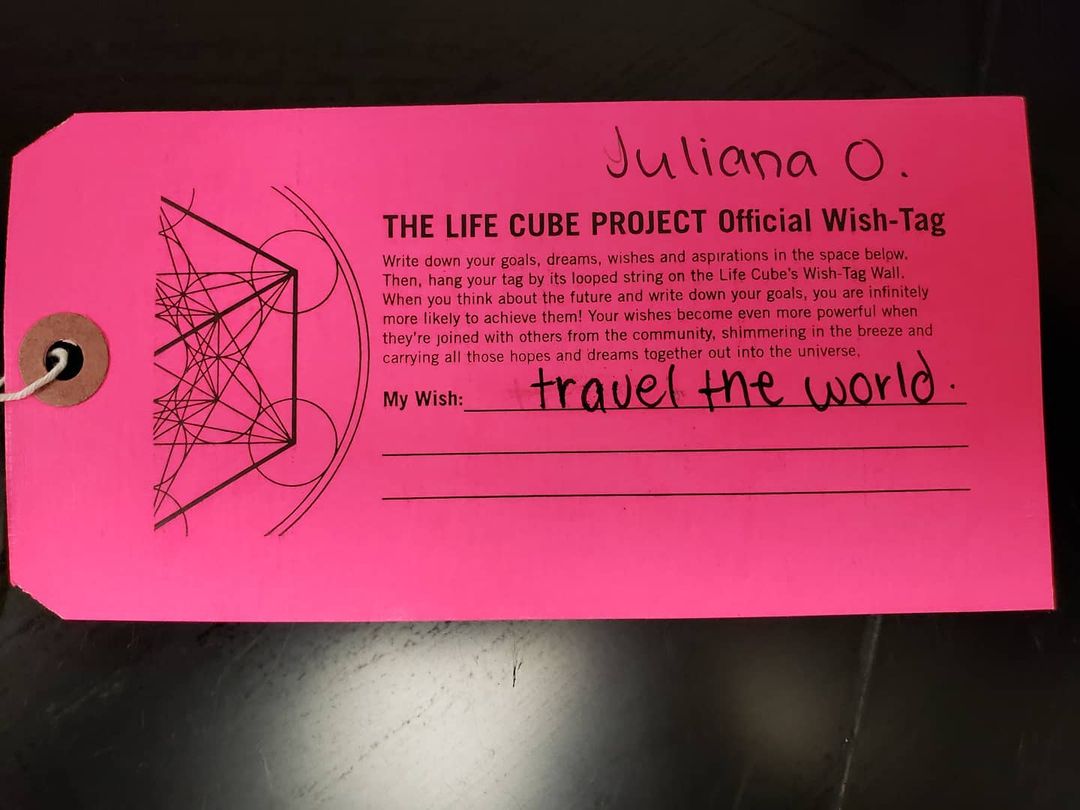 Juliana O.
THE LIFE CUBE PROJECT Official Wish-Tag
Write down your goals, dreams, wishes and aspirations in the space below.
Then, hang your tag by its looped string on the Life Cube's Wish-Tag Wall.
When you think about the future and write down your goals, you are infinitely
more likely to achieve them! Your wishes become even more powerful when
they're joined with others from the community, shimmering in the breeze and
carrying all those hopes and dreams together out into the universe.
My Wish: travel the world.